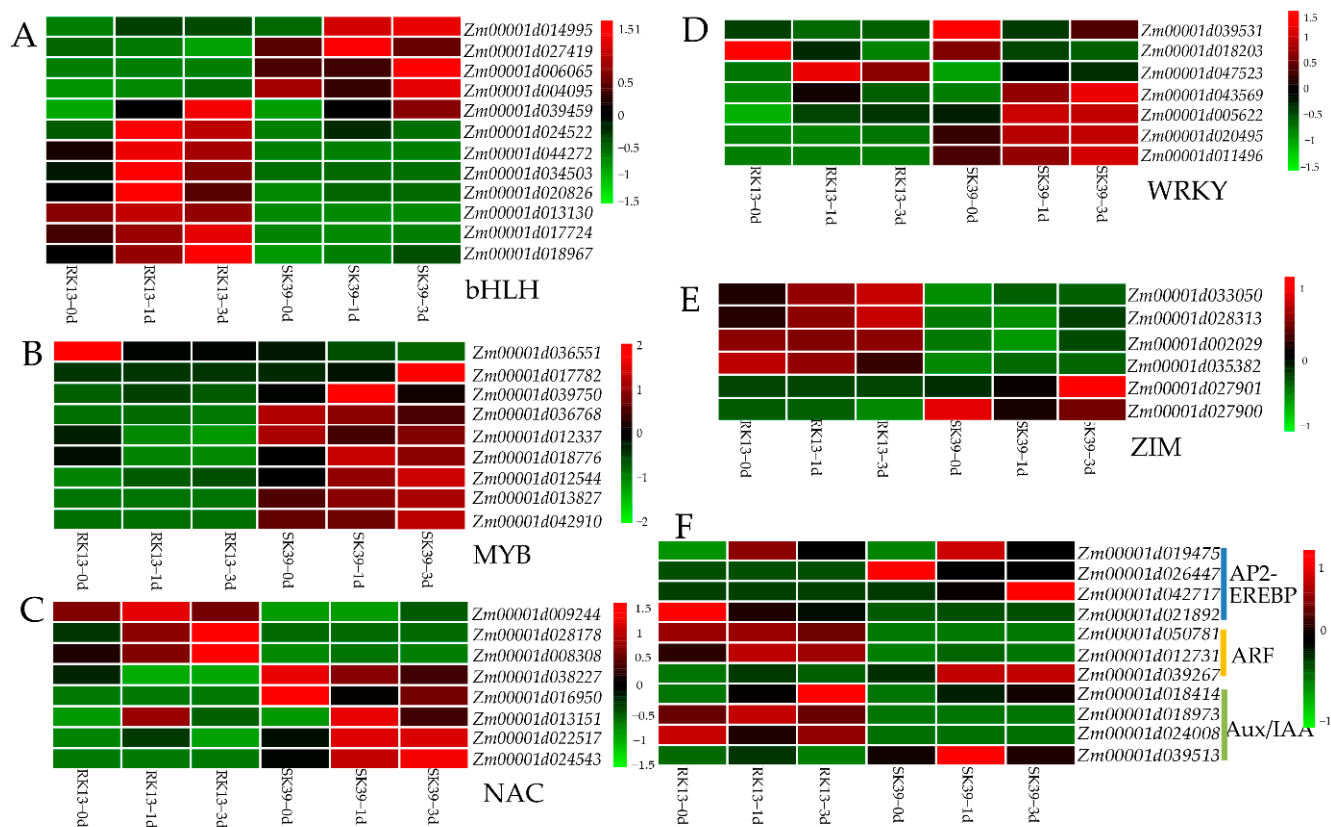 A
Zm00001d014995
Zm00001d027419
Zm00001d006065
Zm00001d004095
Zm00001d039459
Zm00001d024522
Zm00001d044272
Zm00001d034503
Zm00001d020826
Zm00001d013130
Zm00001d017724
Zm00001d018967
1.51
0.5
0
−0.5
−1
−1.5
RK13−0d
RK13−1d
RK13−3d
SK39−0d
SK39−1d
SK39−3d
bHLH
B
Zm00001d036551
Zm00001d017782
Zm00001d039750
Zm00001d036768
Zm00001d012337
Zm00001d018776
Zm00001d012544
Zm00001d013827
Zm00001d042910
2
1
0
−1
−2
RK13−0d
RK13−1d
RK13−3d
SK39−0d
SK39−1d
SK39−3d
MYB
C
Zm00001d009244
Zm00001d028178
Zm00001d008308
Zm00001d038227
Zm00001d016950
Zm00001d013151
Zm00001d022517
Zm00001d024543
1.5
1
0.5
0
−0.5
−1
−1.5
RK13−0d
RK13−1d
RK13−3d
SK39−0d
SK39−1d
SK39−3d
NAC
D
Zm00001d039531
Zm00001d018203
Zm00001d047523
Zm00001d043569
Zm00001d005622
Zm00001d020495
Zm00001d011496
1.5
1
0.5
0
−0.5
−1
−1.5
RK13−0d
RK13−1d
RK13−3d
SK39−0d
SK39−1d
SK39−3d
WRKY
E
Zm00001d033050
Zm00001d028313
Zm00001d002029
Zm00001d035382
Zm00001d027901
Zm00001d027900
1
0
−1
RK13−0d
RK13−1d
RK13−3d
SK39−0d
SK39−1d
SK39−3d
ZIM
F
Zm00001d019475
Zm00001d026447
Zm00001d042717
Zm00001d021892
Zm00001d050781
Zm00001d012731
Zm00001d039267
Zm00001d018414
Zm00001d018973
Zm00001d024008
Zm00001d039513
AP2-
EREBP
ARF
Aux/IAA
1
0
−1
RK13−0d
RK13−1d
RK13−3d
SK39−0d
SK39−1d
SK39−3d